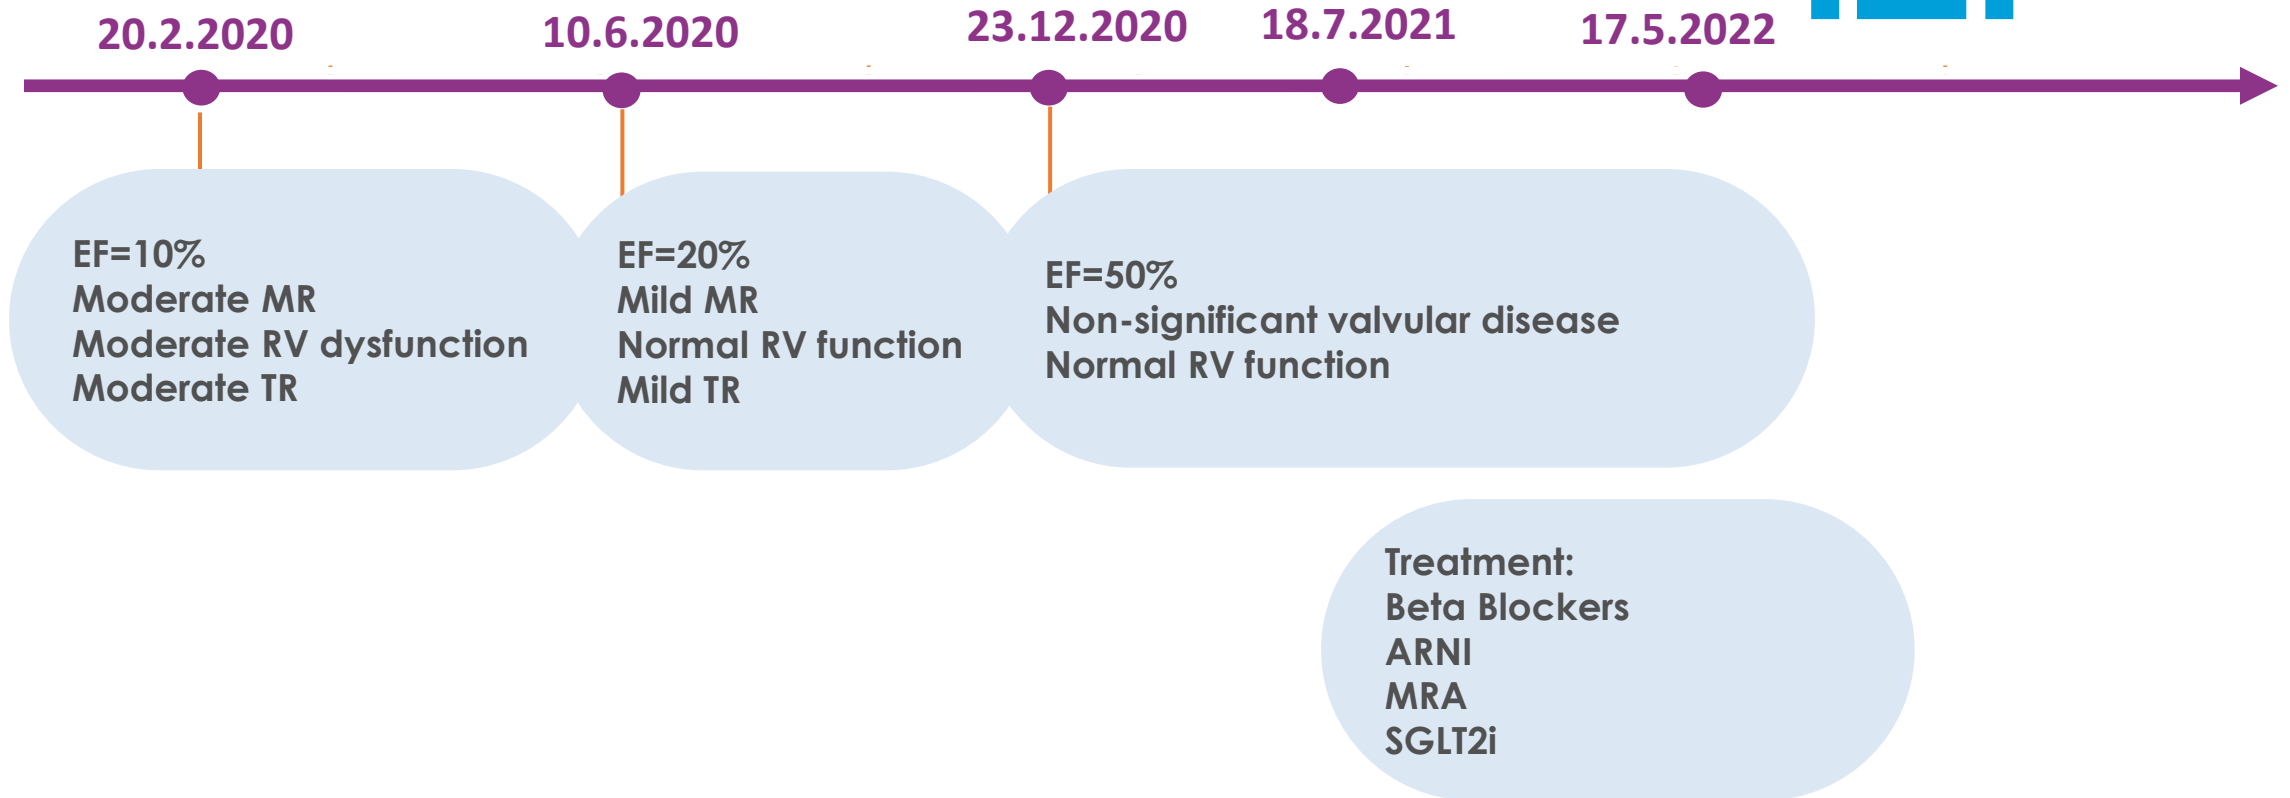 20.2.2020
10.6.2020
23.12.2020
18.7.2021
17.5.2022
EF=10%
Moderate MR
Moderate RV dysfunction
Moderate TR
EF=20%
Mild MR
Normal RV function
Mild TR
EF=50%
Non-significant valvular disease
Normal RV function
Treatment:
Beta Blockers
ARNI
MRA
SGLT2i